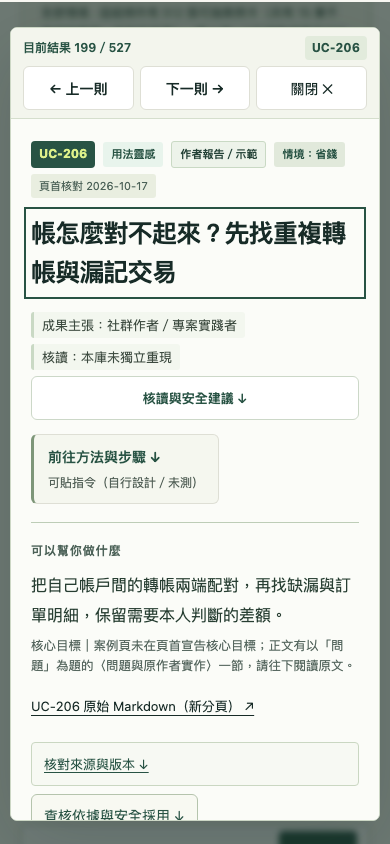 目前結果 199 / 527
UC-206
← 上一則
下一則 →
關閉 ✕
UC-206
用法靈感
作者報告 / 示範
情境：省錢
頁首核對 2026-10-17
帳怎麼對不起來？先找重複轉
帳與漏記交易
成果主張：社群作者 / 專案實踐者
核讀：本庫未獨立重現
核讀與安全建議 ↓
前往方法與步驟 ↓
可貼指令（自行設計 / 未測）
可以幫你做什麼
把自己帳戶間的轉帳兩端配對，再找缺漏與訂
單明細，保留需要本人判斷的差額。
核心目標｜案例頁未在頁首宣告核心目標；正文有以「問
題」為題的〈問題與原作者實作〉一節，請往下閱讀原文。
UC-206 原始 Markdown（新分頁） ↗
核對來源與版本 ↓
查核依據與安全採用 ↓